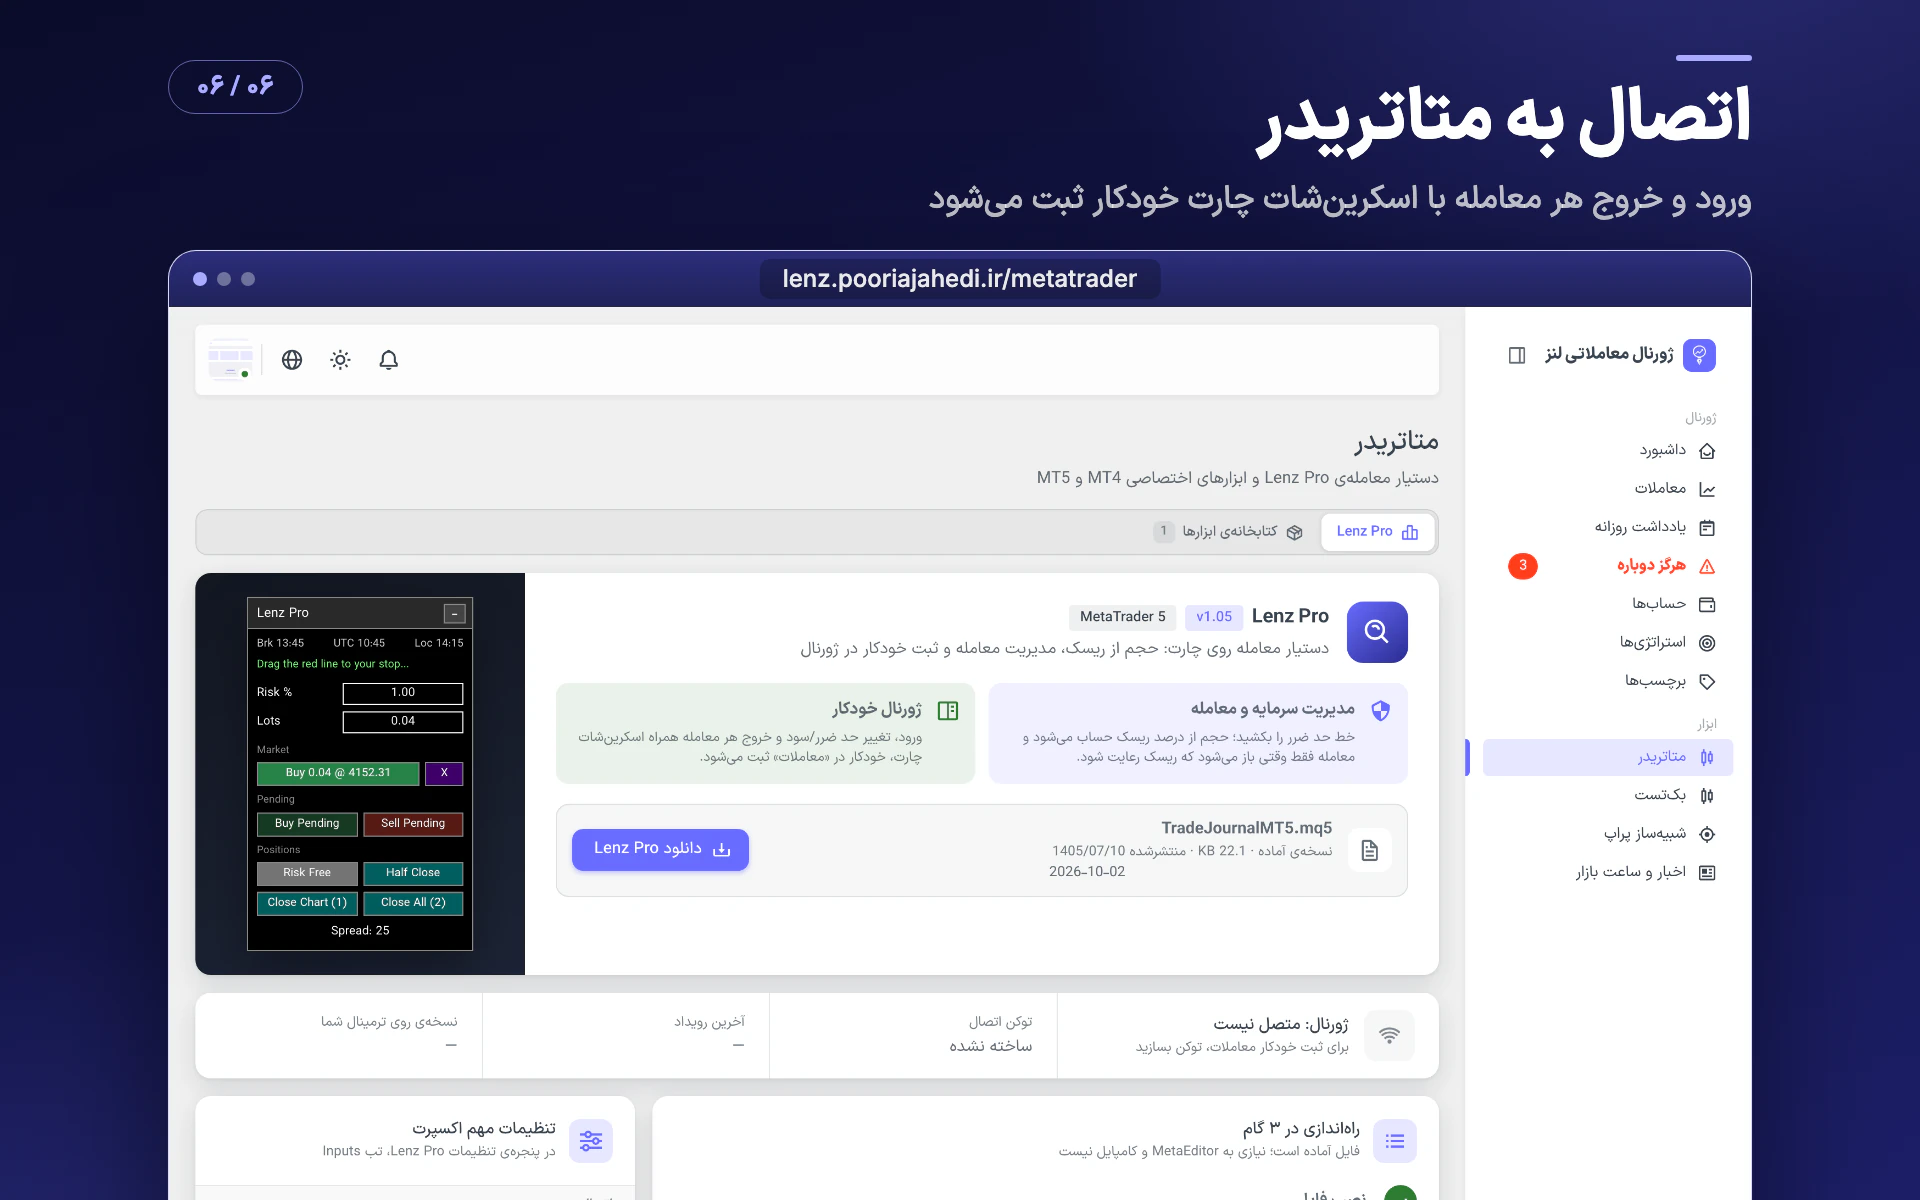 اتصال به متاتریدر
۰۶ / ۰۶
ورود و خروج هر معامله با اسکرین‌شات چارت خودکار ثبت می‌شود
lenz.pooriajahedi.ir/metatrader
ژورنال معاملاتی لنز
ژورنال
داشبورد
معاملات
یادداشت روزانه
هرگز دوباره
3
حساب‌ها
استراتژی‌ها
برچسب‌ها
ابزار
متاتریدر
بک‌تست
شبیه‌ساز پراپ
اخبار و ساعت بازار
متاتریدر
دستیار معامله‌ی Lenz Pro و ابزارهای اختصاصی MT4 و MT5
Lenz Pro
کتابخانه‌ی ابزارها 1
Lenz Pro v1.05 MetaTrader 5
دستیار معامله روی چارت: حجم از ریسک، مدیریت معامله و ثبت خودکار در ژورنال
مدیریت سرمایه و معامله
خط حد ضرر را بکشید؛ حجم از درصد ریسک حساب می‌شود و
معامله فقط وقتی باز می‌شود که ریسک رعایت شود.
ژورنال خودکار
ورود، تغییر حد ضرر/سود و خروج هر معامله همراه اسکرین‌شات
چارت، خودکار در «معاملات» ثبت می‌شود.
TradeJournalMT5.mq5
نسخه‌ی آماده · 22.1 KB · منتشرشده 1405/07/10
2026-10-02
دانلود Lenz Pro
Lenz Pro -
Brk 13:45 UTC 10:45 Loc 14:15
Drag the red line to your stop...
Risk % 1.00
Lots 0.04
Market
Buy 0.04 @ 4152.31 X
Pending
Buy Pending Sell Pending
Positions
Risk Free Half Close
Close Chart (1) Close All (2)
Spread: 25
ژورنال: متصل نیست
برای ثبت خودکار معاملات، توکن بسازید
توکن اتصال
ساخته نشده
آخرین رویداد
—
نسخه‌ی روی ترمینال شما
—
راه‌اندازی در ۳ گام
فایل آماده است؛ نیازی به MetaEditor و کامپایل نیست
تنظیمات مهم اکسپرت
در پنجره‌ی تنظیمات Lenz Pro، تب Inputs